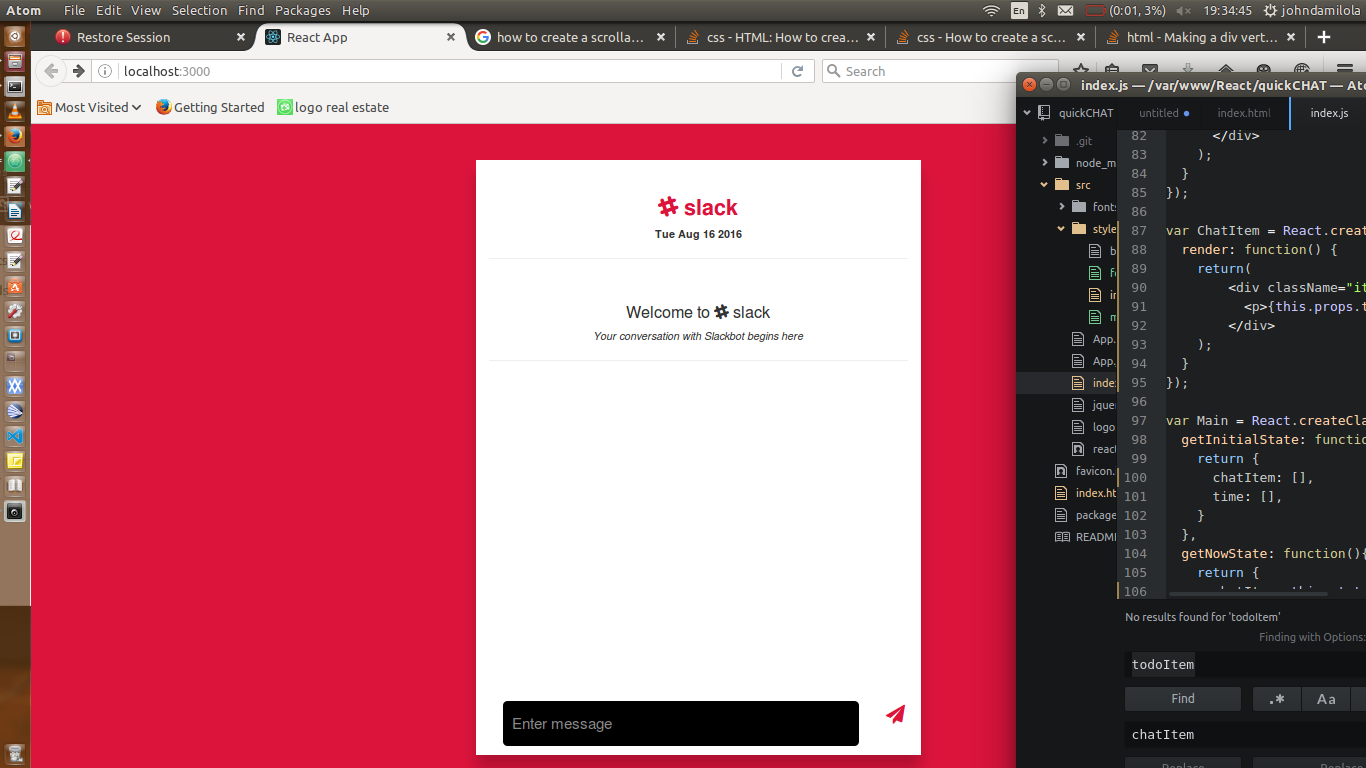 Atom File Edit View Selection Find Packages Help En (0:01, 3%) 19:34:45 johndamilola
Restore Session React App how to create a scrolla... css - HTML: How to crea... css - How to create a sc... html - Making a div vert...
localhost:3000 Search
Most Visited Getting Started logo real estate
slack
Tue Aug 16 2016
Welcome to slack
Your conversation with Slackbot begins here
Enter message
index.js — /var/www/React/quickCHAT — Ato
quickCHAT untitled index.html index.js
.git
node_m
src
fonts
style
b
fo
in
m
App.
App.
inde
jquer
logo
react
favicon.
index.ht
package
READM
82 </div>
83 );
84 }
85 });
86
87 var ChatItem = React.creat
88 render: function() {
89 return(
90 <div className="it
91 <p>{this.props.t
92 </div>
93 );
94 }
95 });
96
97 var Main = React.createCla
98 getInitialState: functio
99 return {
100 chatItem: [],
101 time: [],
102 }
103 },
104 getNowState: function(){
105 return {
106
No results found for 'todoItem'
Finding with Options:
todoItem
Find .* Aa
chatItem
Replace Replace